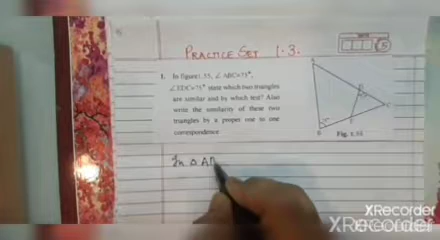 PRACTICE SET 1.3.
1. In figure 1.55, ∠ ABC=75°,
∠EDC=75° state which two triangles
are similar and by which test? Also
write the similarity of these two
triangles by a proper one to one
correspondence
A
C
B
Fig. 1.55
In △ AB
XRecorder
XRecorder